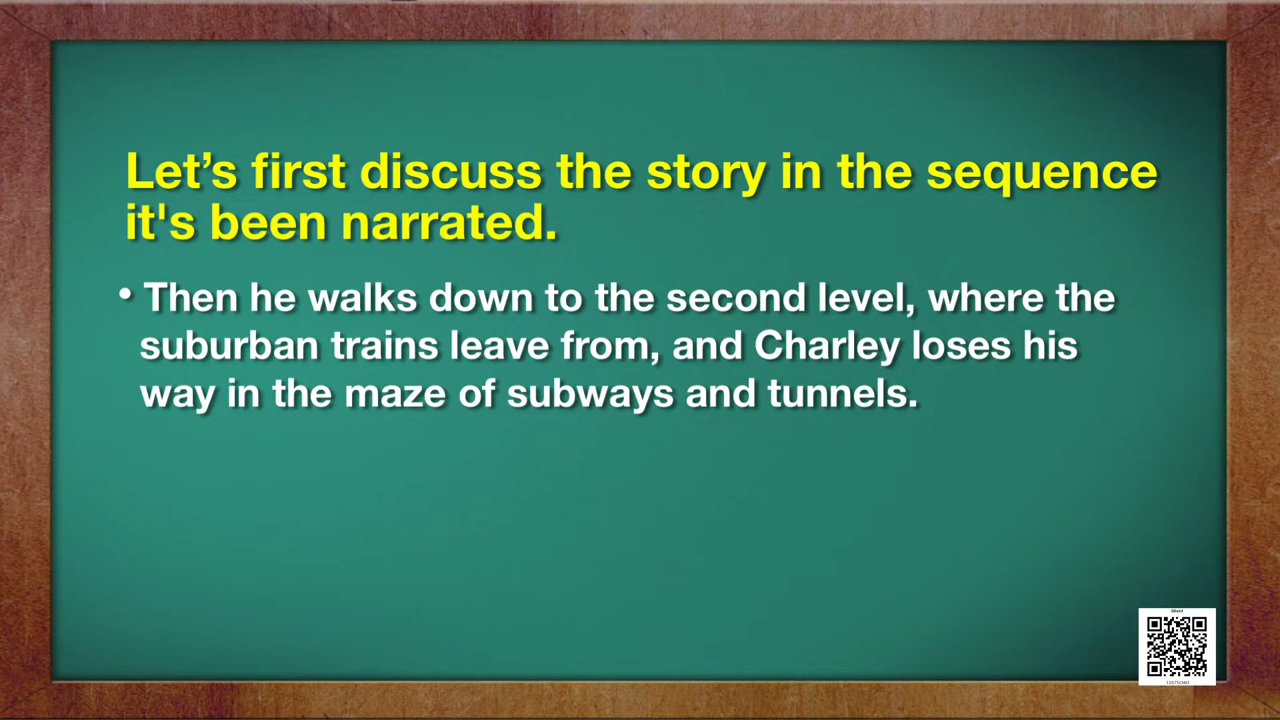 Let’s first discuss the story in the sequence
it's been narrated.
• Then he walks down to the second level, where the
suburban trains leave from, and Charley loses his
way in the maze of subways and tunnels.